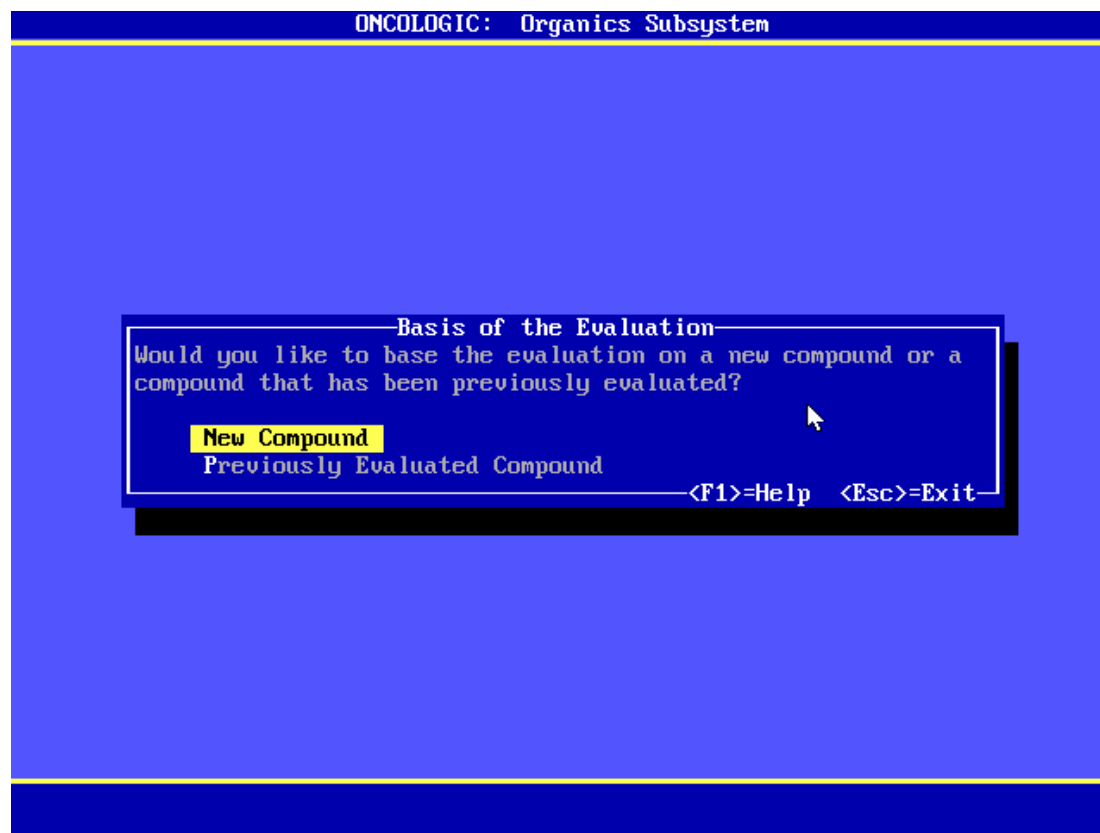 ONCOLOGIC: Organics Subsystem
Basis of the Evaluation
Would you like to base the evaluation on a new compound or a
compound that has been previously evaluated?
New Compound
Previously Evaluated Compound
<F1>=Help <Esc>=Exit